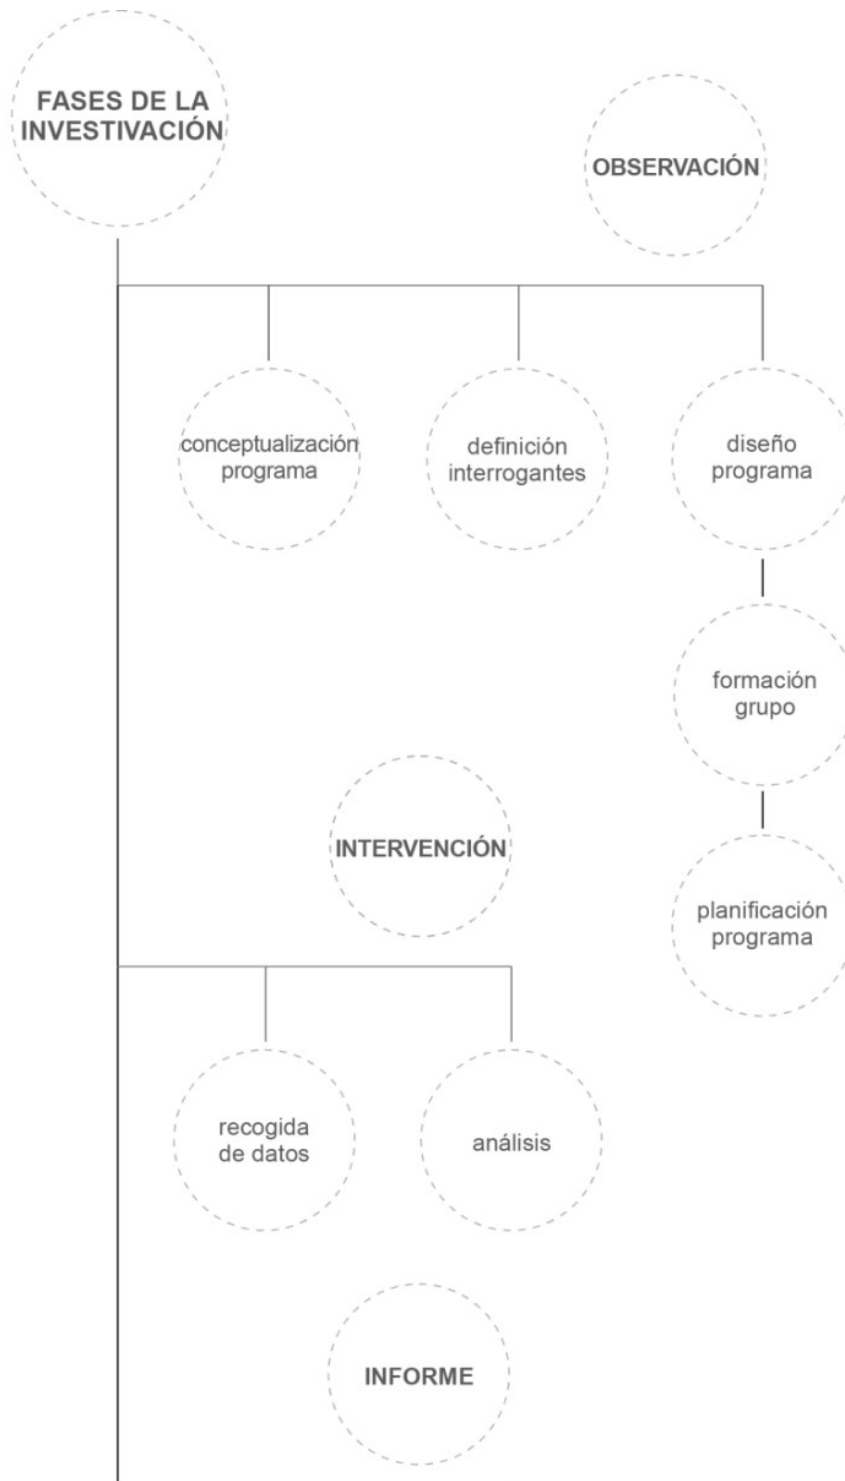 FASES DE LA
INVESTIVACIÓN
OBSERVACIÓN
conceptualización
programa
definición
interrogantes
diseño
programa
formación
grupo
INTERVENCIÓN
planificación
programa
recogida
de datos
análisis
INFORME